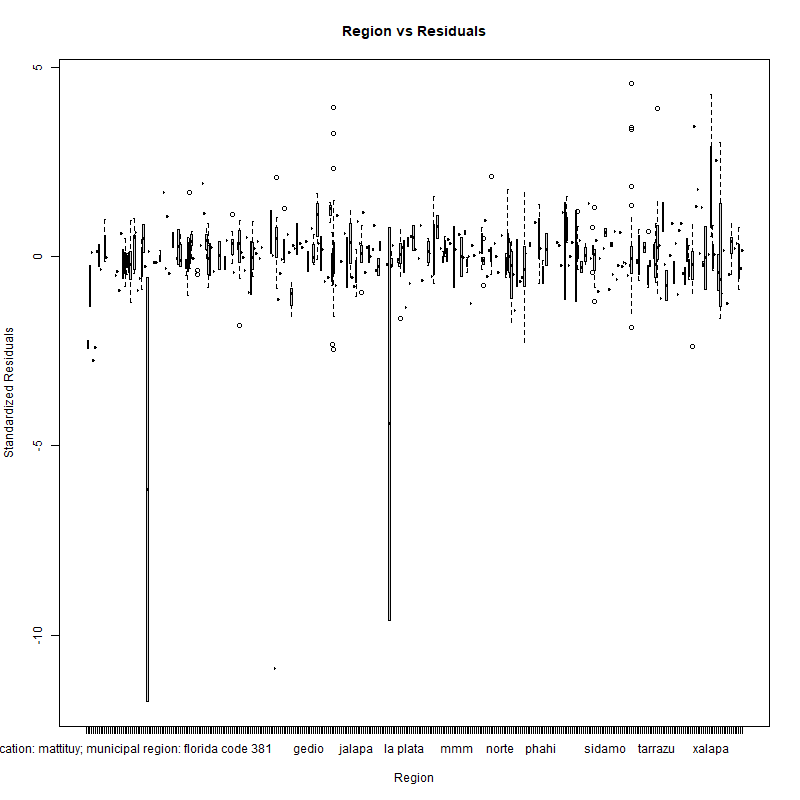 Region vs Residuals
Standardized Residuals
5
0
-5
-10
cation: mattituy; municipal region: florida code 381 gedio jalapa la plata mmm norte phahi sidamo tarrazu xalapa
Region